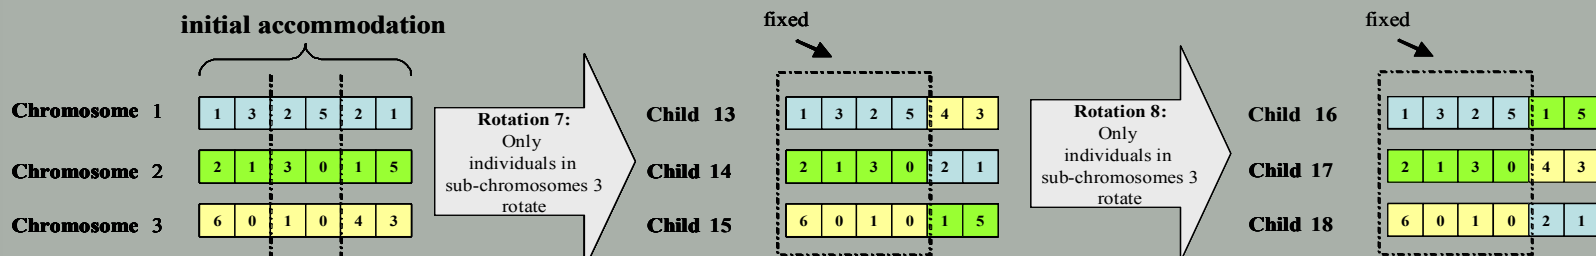 initial accommodation
fixed
fixed
Chromosome 1
1 3 2 5 2 1
Chromosome 2
2 1 3 0 1 5
Chromosome 3
6 0 1 0 4 3
Rotation 7:
Only
individuals in
sub-chromosomes 3
rotate
Child 13
1 3 2 5 4 3
Child 14
2 1 3 0 2 1
Child 15
6 0 1 0 1 5
Rotation 8:
Only
individuals in
sub-chromosomes 3
rotate
Child 16
1 3 2 5 1 5
Child 17
2 1 3 0 4 3
Child 18
6 0 1 0 2 1